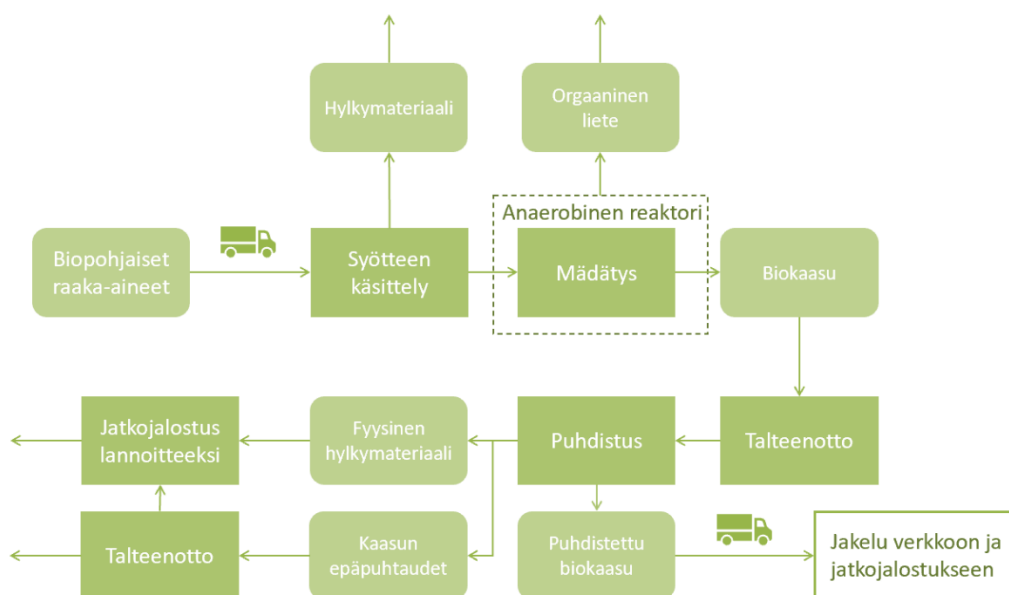 Hylkymateriaali
Orgaaninen
liete
Anaerobinen reaktori
Biopohjaiset
raaka-aineet
Syötteen
käsittely
Mädätys
Biokaasu
Jatkojalostus
lannoitteeksi
Fyysinen
hylkymateriaali
Puhdistus
Talteenotto
Talteenotto
Kaasun
epäpuhtaudet
Puhdistettu
biokaasu
Jakelu verkkoon ja
jatkojalostukseen